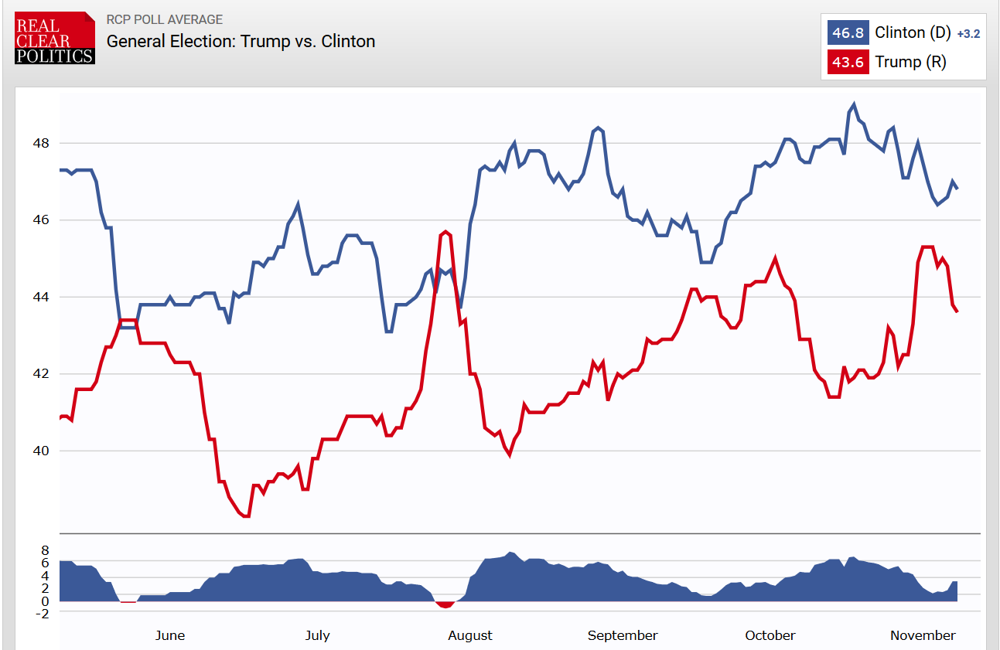 REAL
CLEAR
POLITICS
RCP POLL AVERAGE
General Election: Trump vs. Clinton
46.8 Clinton (D) +3.2
43.6 Trump (R)
48
46
44
42
40
8
6
4
2
0
-2
June July August September October November